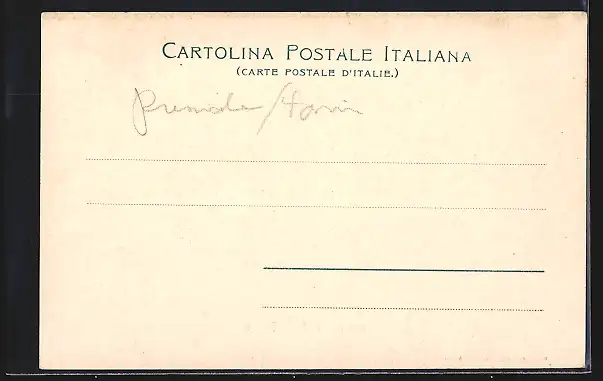 CARTOLINA POSTALE ITALIANA
(CARTE POSTALE D'ITALIE.)